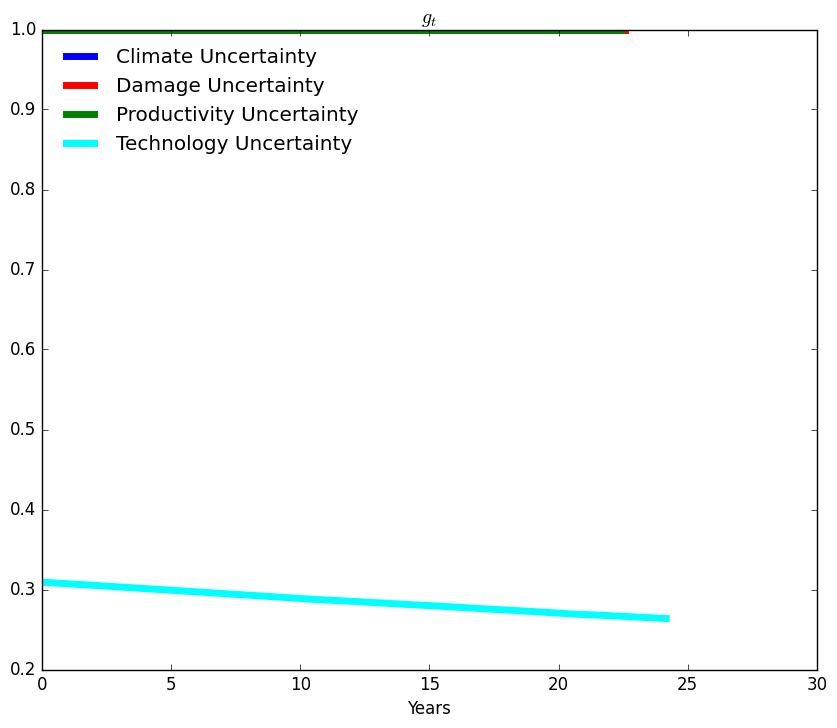 g_t
1.0
Climate Uncertainty
Damage Uncertainty
0.9
Productivity Uncertainty
Technology Uncertainty
0.8
0.7
0.6
0.5
0.4
0.3
0.2
0 5 10 15 20 25 30
Years